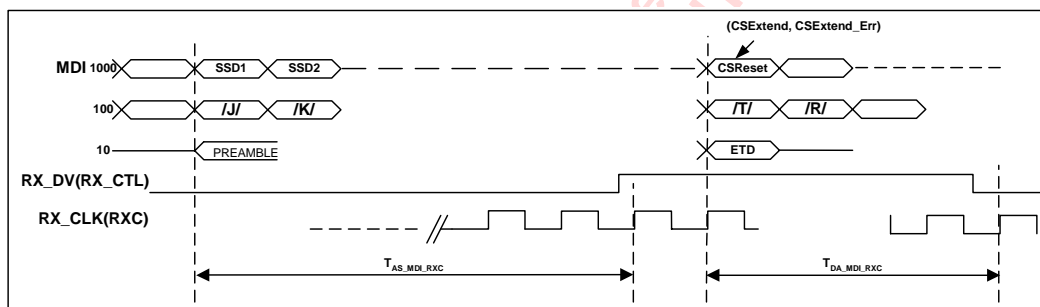 (CSExtend, CSExtend_Err)
MDI 1000 SSD1 SSD2 CSReset
100 /J/ /K/ /T/ /R/
10 PREAMBLE ETD
RX_DV(RX_CTL)
RX_CLK(RXC)
TAS_MDI_RXC TDA_MDI_RXC